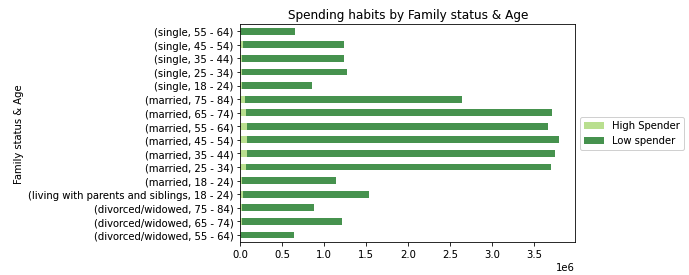 Spending habits by Family status & Age
Family status & Age
(single, 55 - 64)
(single, 45 - 54)
(single, 35 - 44)
(single, 25 - 34)
(single, 18 - 24)
(married, 75 - 84)
(married, 65 - 74)
(married, 55 - 64)
(married, 45 - 54)
(married, 35 - 44)
(married, 25 - 34)
(married, 18 - 24)
(living with parents and siblings, 18 - 24)
(divorced/widowed, 75 - 84)
(divorced/widowed, 65 - 74)
(divorced/widowed, 55 - 64)
0.0 0.5 1.0 1.5 2.0 2.5 3.0 3.5
1e6
High Spender
Low spender